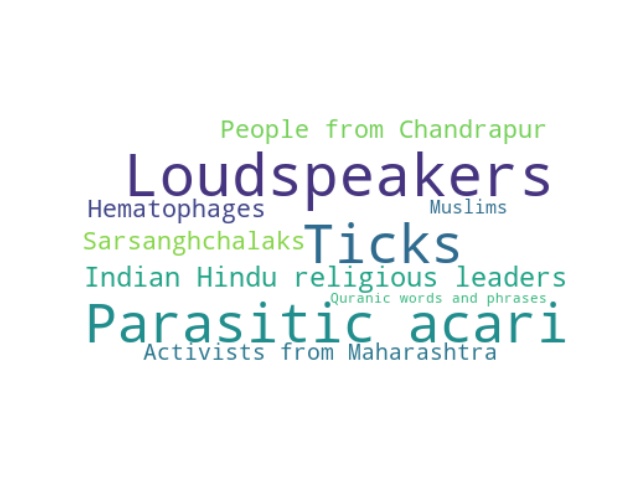 People from Chandrapur
Loudspeakers
Hematophages
Muslims
Sarsanghchalaks
Ticks
Indian Hindu religious leaders
Quranic words and phrases
Parasitic acari
Activists from Maharashtra